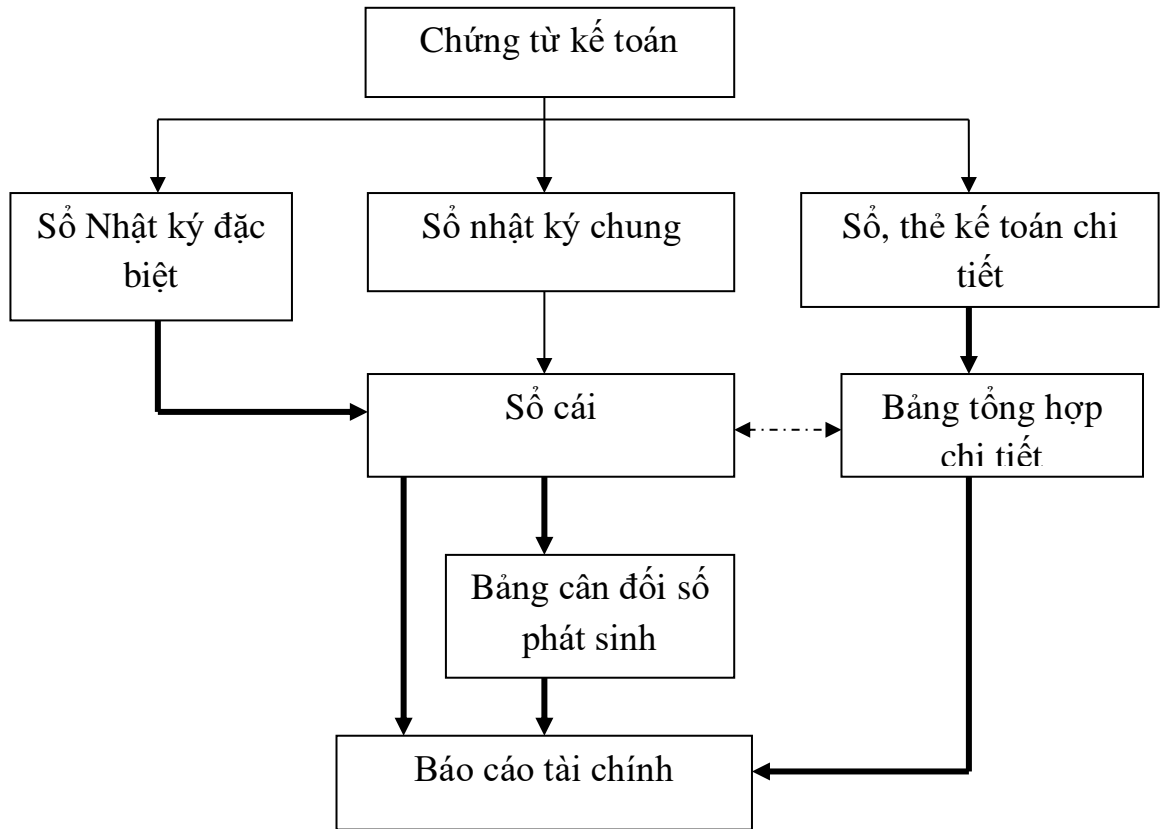 Chứng từ kế toán
Sổ Nhật ký đặc
biệt
Sổ nhật ký chung
Sổ, thẻ kế toán chi
tiết
Sổ cái
Bảng tổng hợp
chi tiết
Bảng cân đối số
phát sinh
Báo cáo tài chính